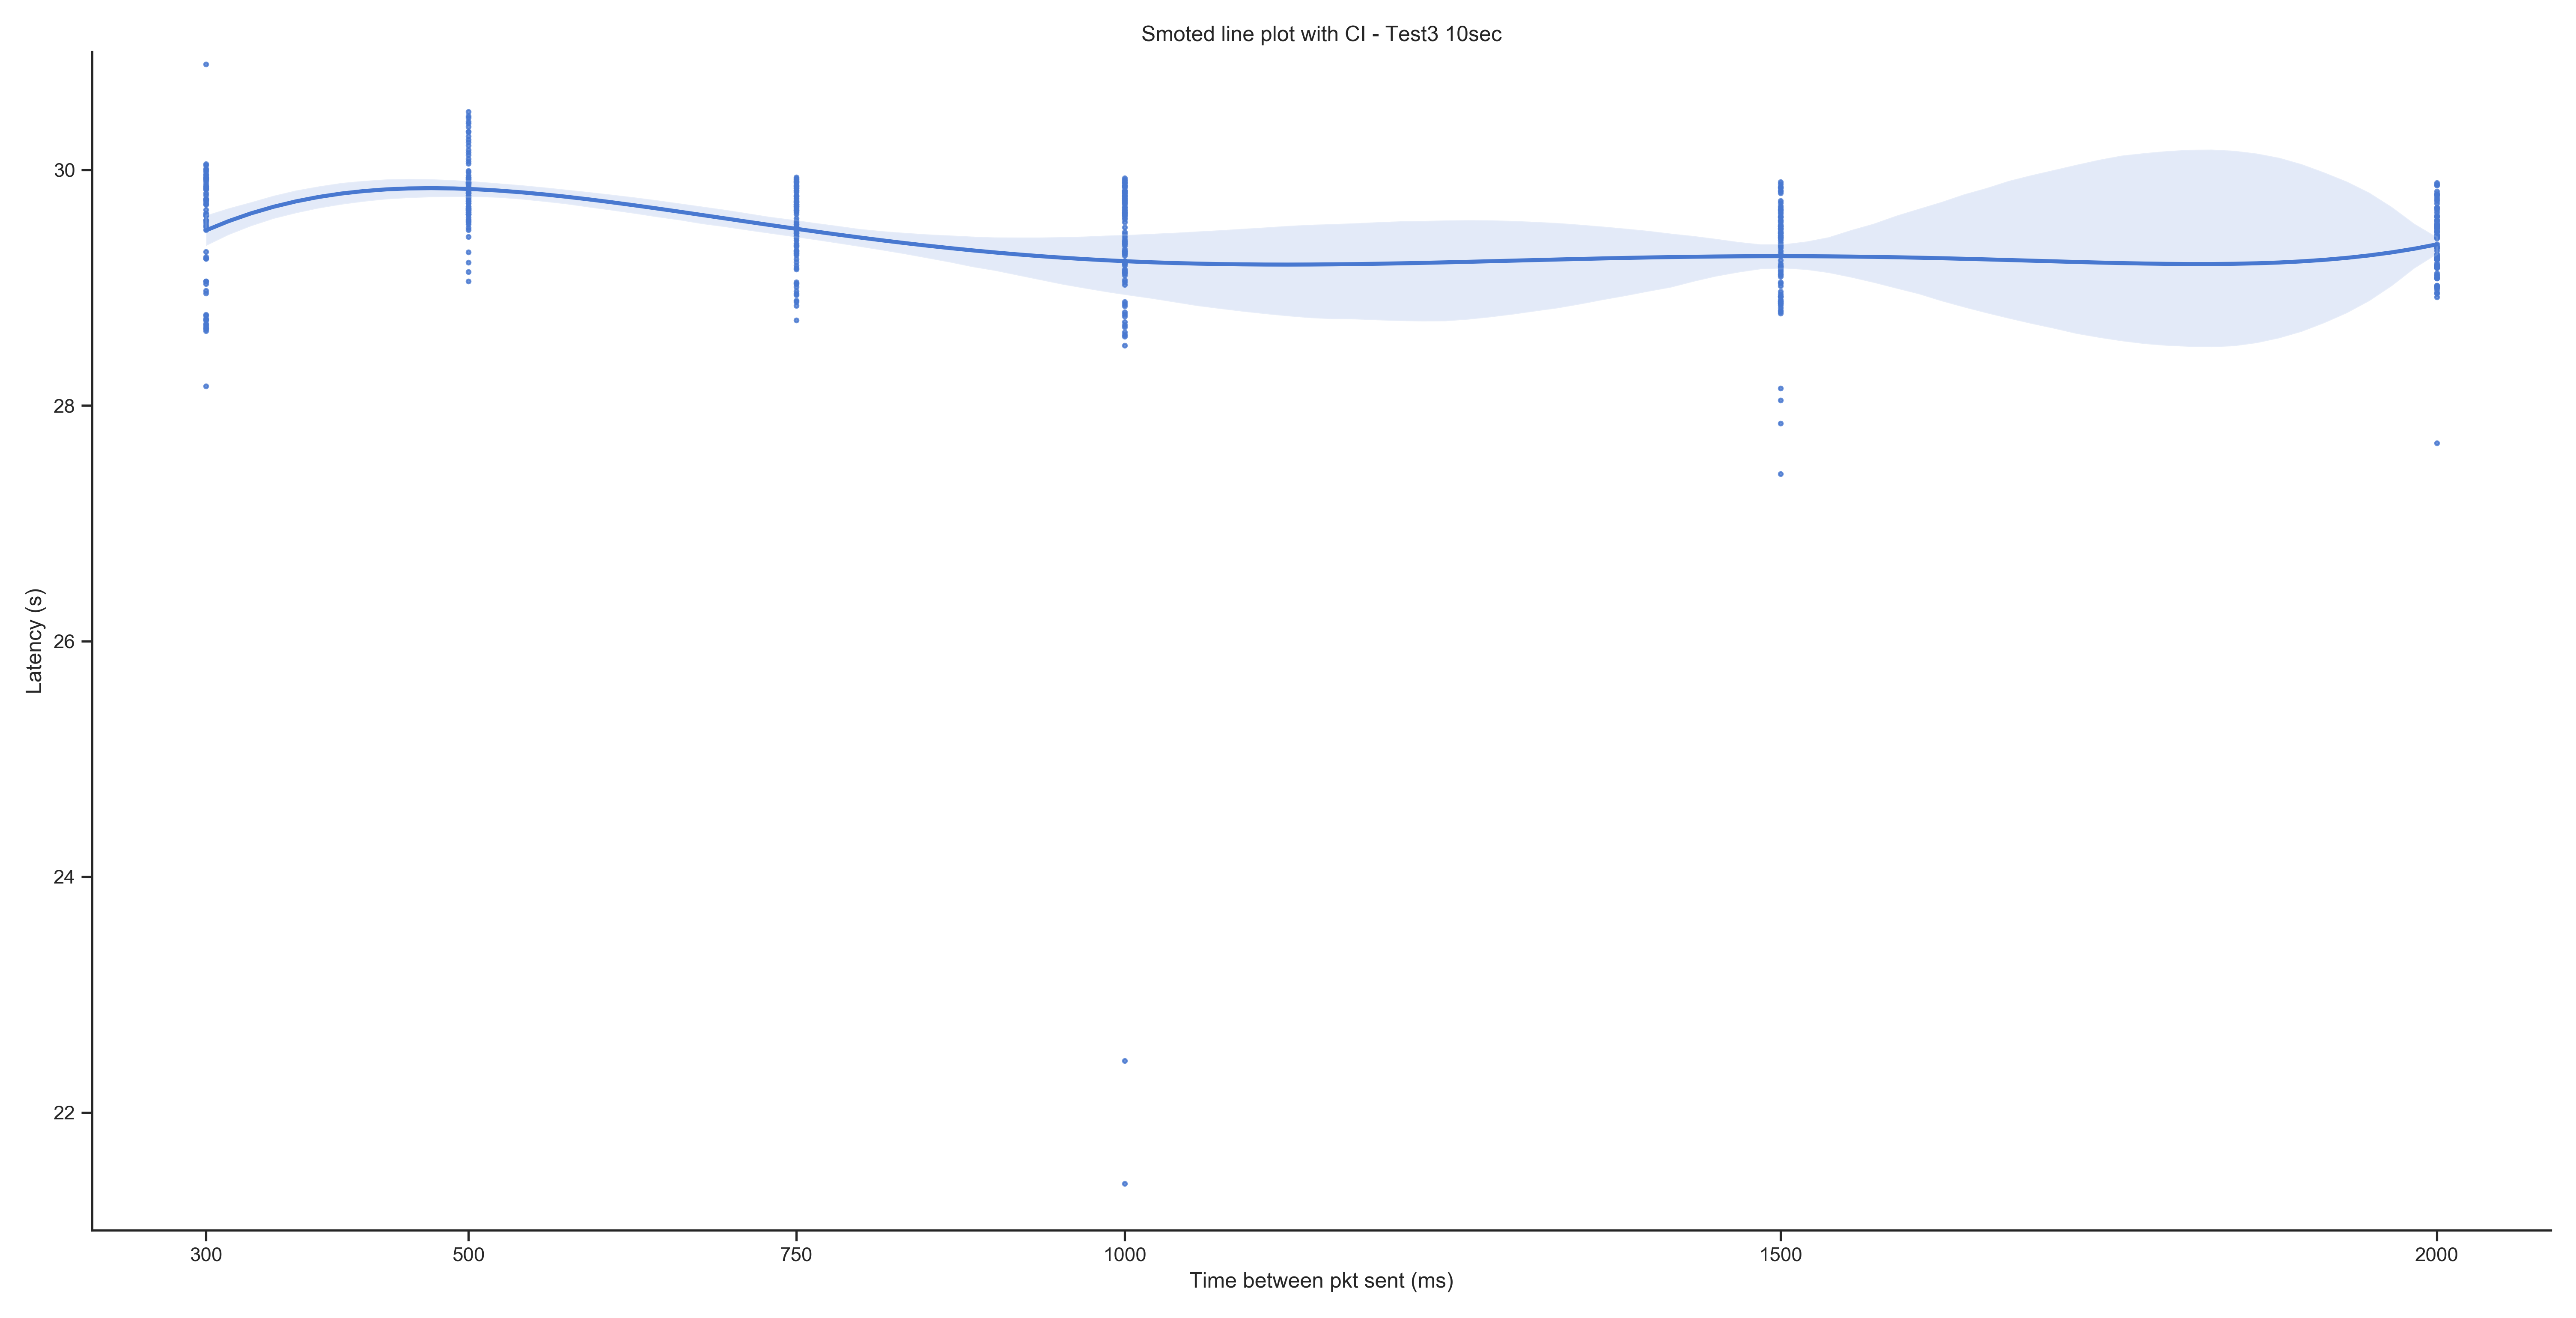 Smoted line plot with CI - Test3 10sec
30
28
26
24
22
Latency (s)
300 500 750 1000 1500 2000
Time between pkt sent (ms)